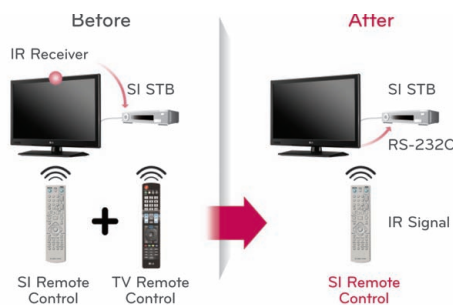 Before
IR Receiver
SI STB
SI Remote
Control
TV Remote
Control
After
SI STB
RS-232C
IR Signal
SI Remote
Control